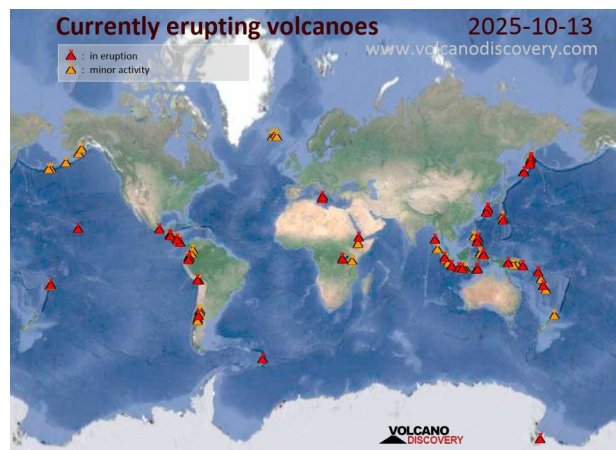 Currently erupting volcanoes 2025-10-13
www.volcanodiscovery.com
: in eruption
: minor activity
VOLCANO
DISCOVERY